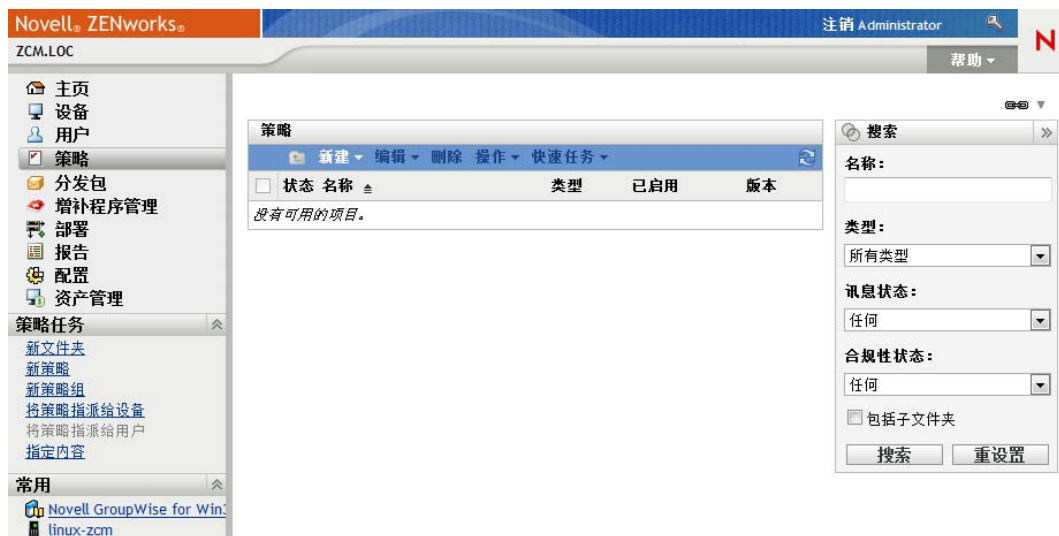 Novell® ZENworks®
注销 Administrator
N
ZCM.LOC
帮助
主页
设备
用户
策略
分发包
增补程序管理
部署
报告
配置
资产管理
策略任务
新文件夹
新策略
新策略组
将策略指派给设备
将策略指派给用户
指定内容
常用
Novell GroupWise for Win3
linux-zcm
策略
新建 编辑 删除 操作 快速任务
状态 名称 类型 已启用 版本
没有可用的项目。
搜索
名称：
类型：
所有类型
讯息状态：
任何
合规性状态：
任何
包括子文件夹
搜索 重设置